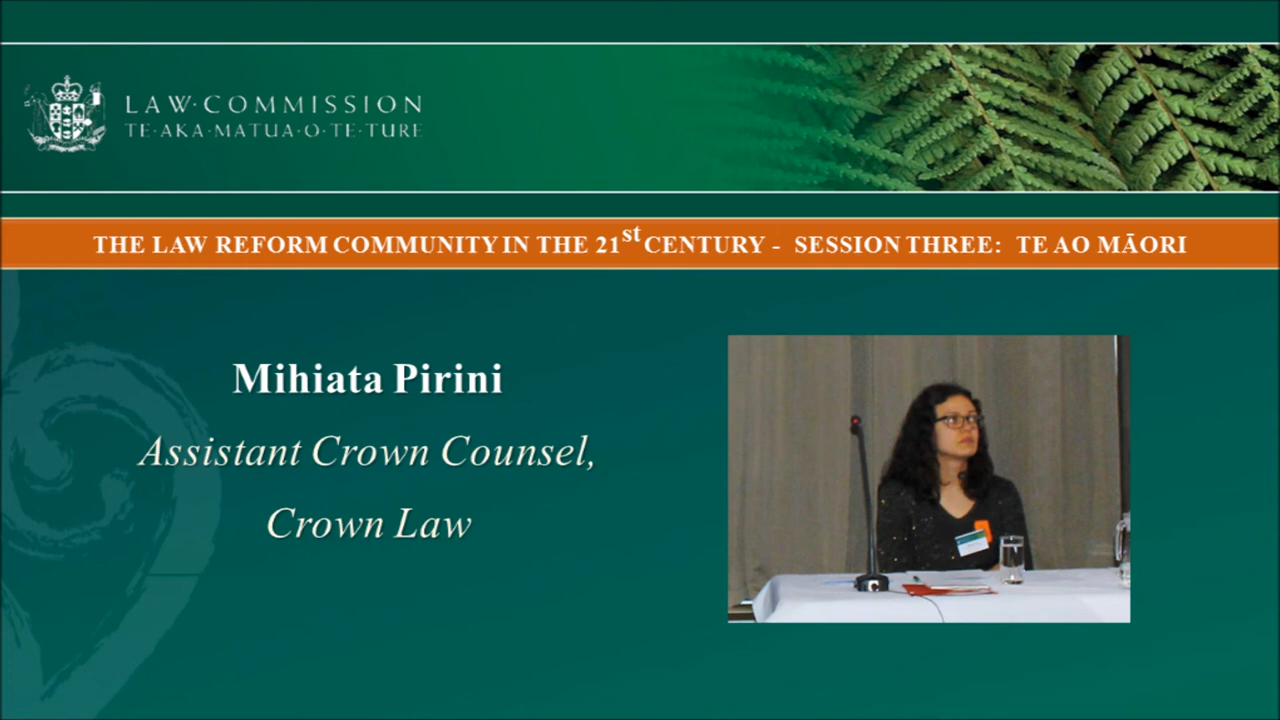 LAW·COMMISSION
TE·AKA·MATUA·O·TE·TURE
THE LAW REFORM COMMUNITY IN THE 21st CENTURY - SESSION THREE: TE AO MĀORI
Mihiata Pirini
Assistant Crown Counsel,
Crown Law